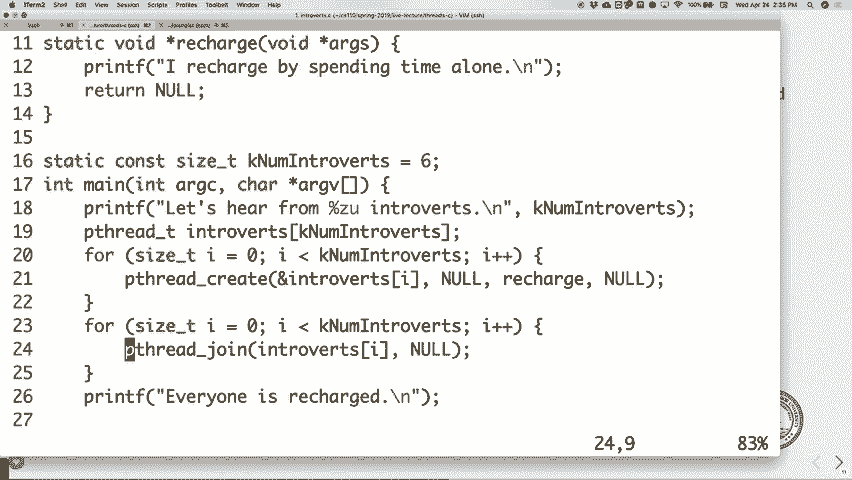 iTerm2 Shell Edit View Session Scripts Profiles Toolbelt Window Help
100% Wed Apr 24 2:35 PM
1. introverts.c (~/cs110/spring-2019/live-lecture/threads-c) - VIM (ssh)
11 static void *recharge(void *args) {
12     printf("I recharge by spending time alone.\n");
13     return NULL;
14 }
15
16 static const size_t kNumIntroverts = 6;
17 int main(int argc, char *argv[]) {
18     printf("Let's hear from %zu introverts.\n", kNumIntroverts);
19     pthread_t introverts[kNumIntroverts];
20     for (size_t i = 0; i < kNumIntroverts; i++) {
21         pthread_create(&introverts[i], NULL, recharge, NULL);
22     }
23     for (size_t i = 0; i < kNumIntroverts; i++) {
24         pthread_join(introverts[i], NULL);
25     }
26     printf("Everyone is recharged.\n");
27
24,9 83%